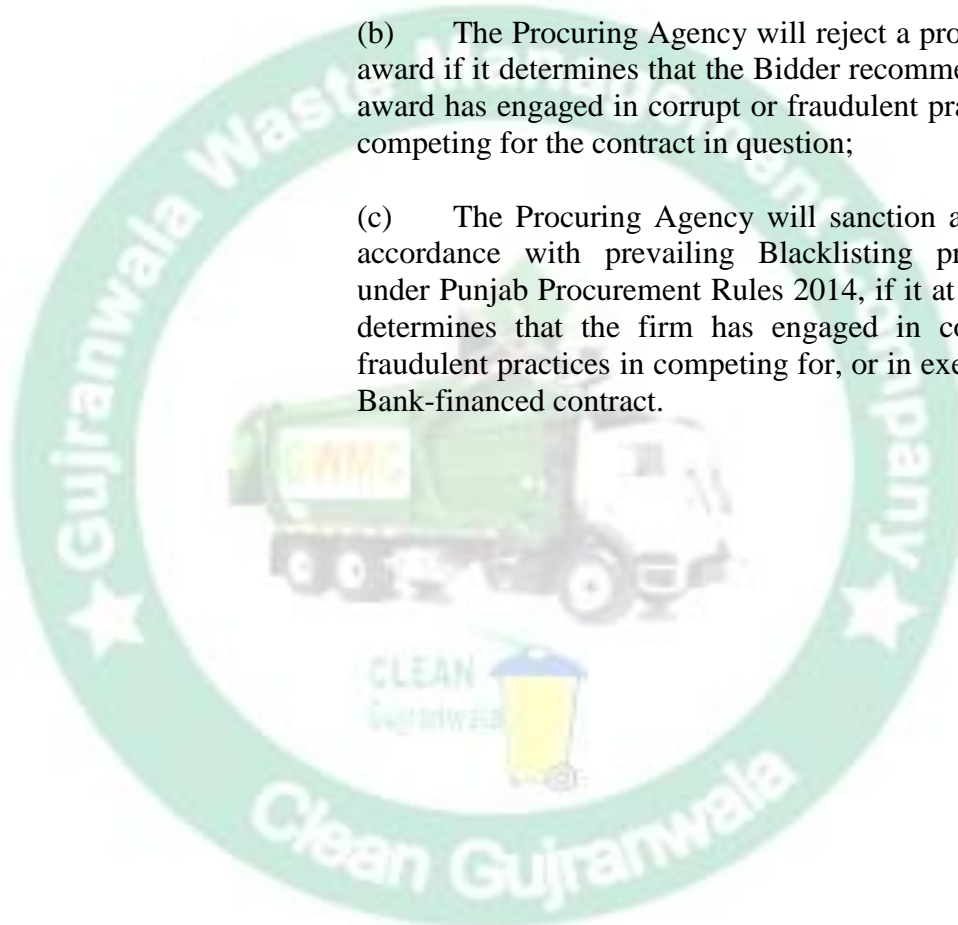 (b) The Procuring Agency will reject a pro
award if it determines that the Bidder recomme
award has engaged in corrupt or fraudulent pra
competing for the contract in question;
(c) The Procuring Agency will sanction a
accordance with prevailing Blacklisting pr
under Punjab Procurement Rules 2014, if it at
determines that the firm has engaged in co
fraudulent practices in competing for, or in exe
Bank-financed contract.
Gujranwala Waste Management Company
GWMC
CLEAN
Gujranwala
Clean Gujranwala